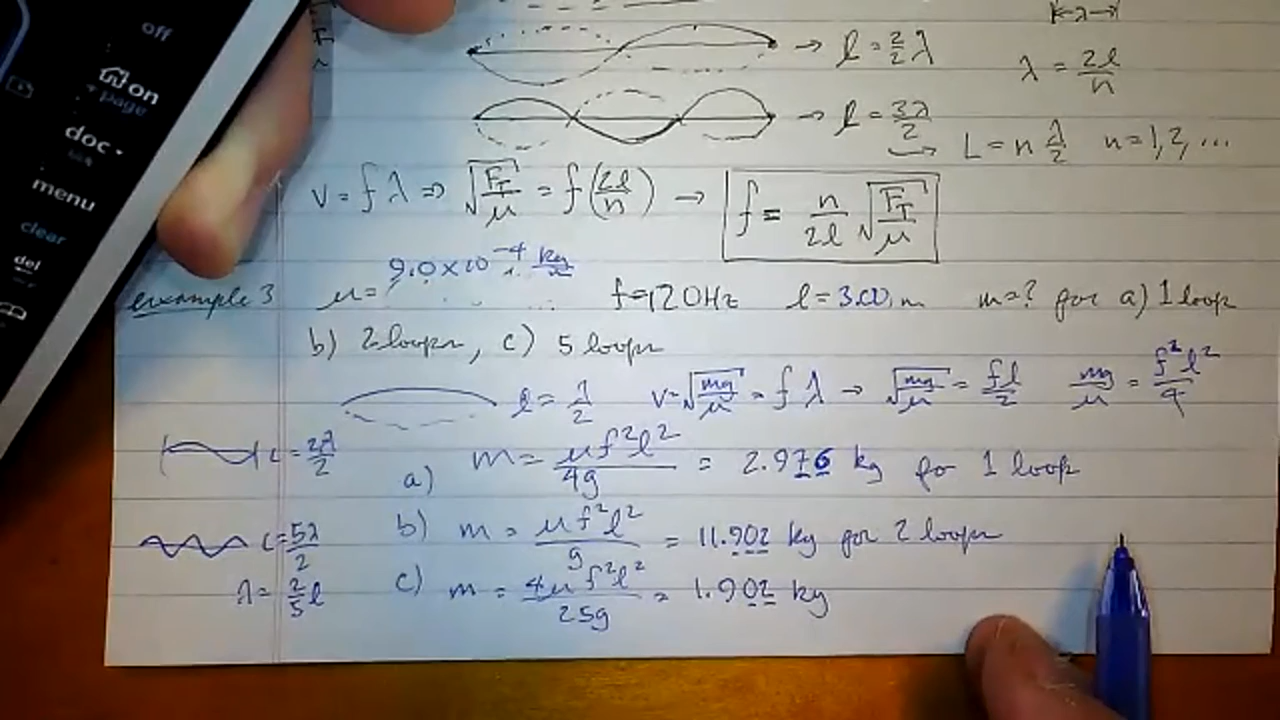 off
on
page
doc
menu
clear
del
→ l = 2/2 λ
←λ→
λ = 2l/n
→ l = 3λ/2
→ L = n λ/2 n=1,2,...
v = fλ ⇒ √(F_T/μ) = f(2l/n) → f = n/2l √(F_T/μ)
9.0×10⁻⁴ kg/m
example 3 μ=? f=120Hz l=3.00 m m=? for a) 1 loop
b) 2 loops, c) 5 loops
l = λ/2 v=√(mg/μ) = fλ → √(mg/μ) = fl/2 mg/μ = f²l²/4
L = 2λ/2 a) m = μf²l²/4g = 2.976 kg for 1 loop
L = 5λ/2 b) m = μf²l²/g = 11.902 kg for 2 loops
λ = 2/5 l c) m = 4μf²l²/25g = 1.902 kg